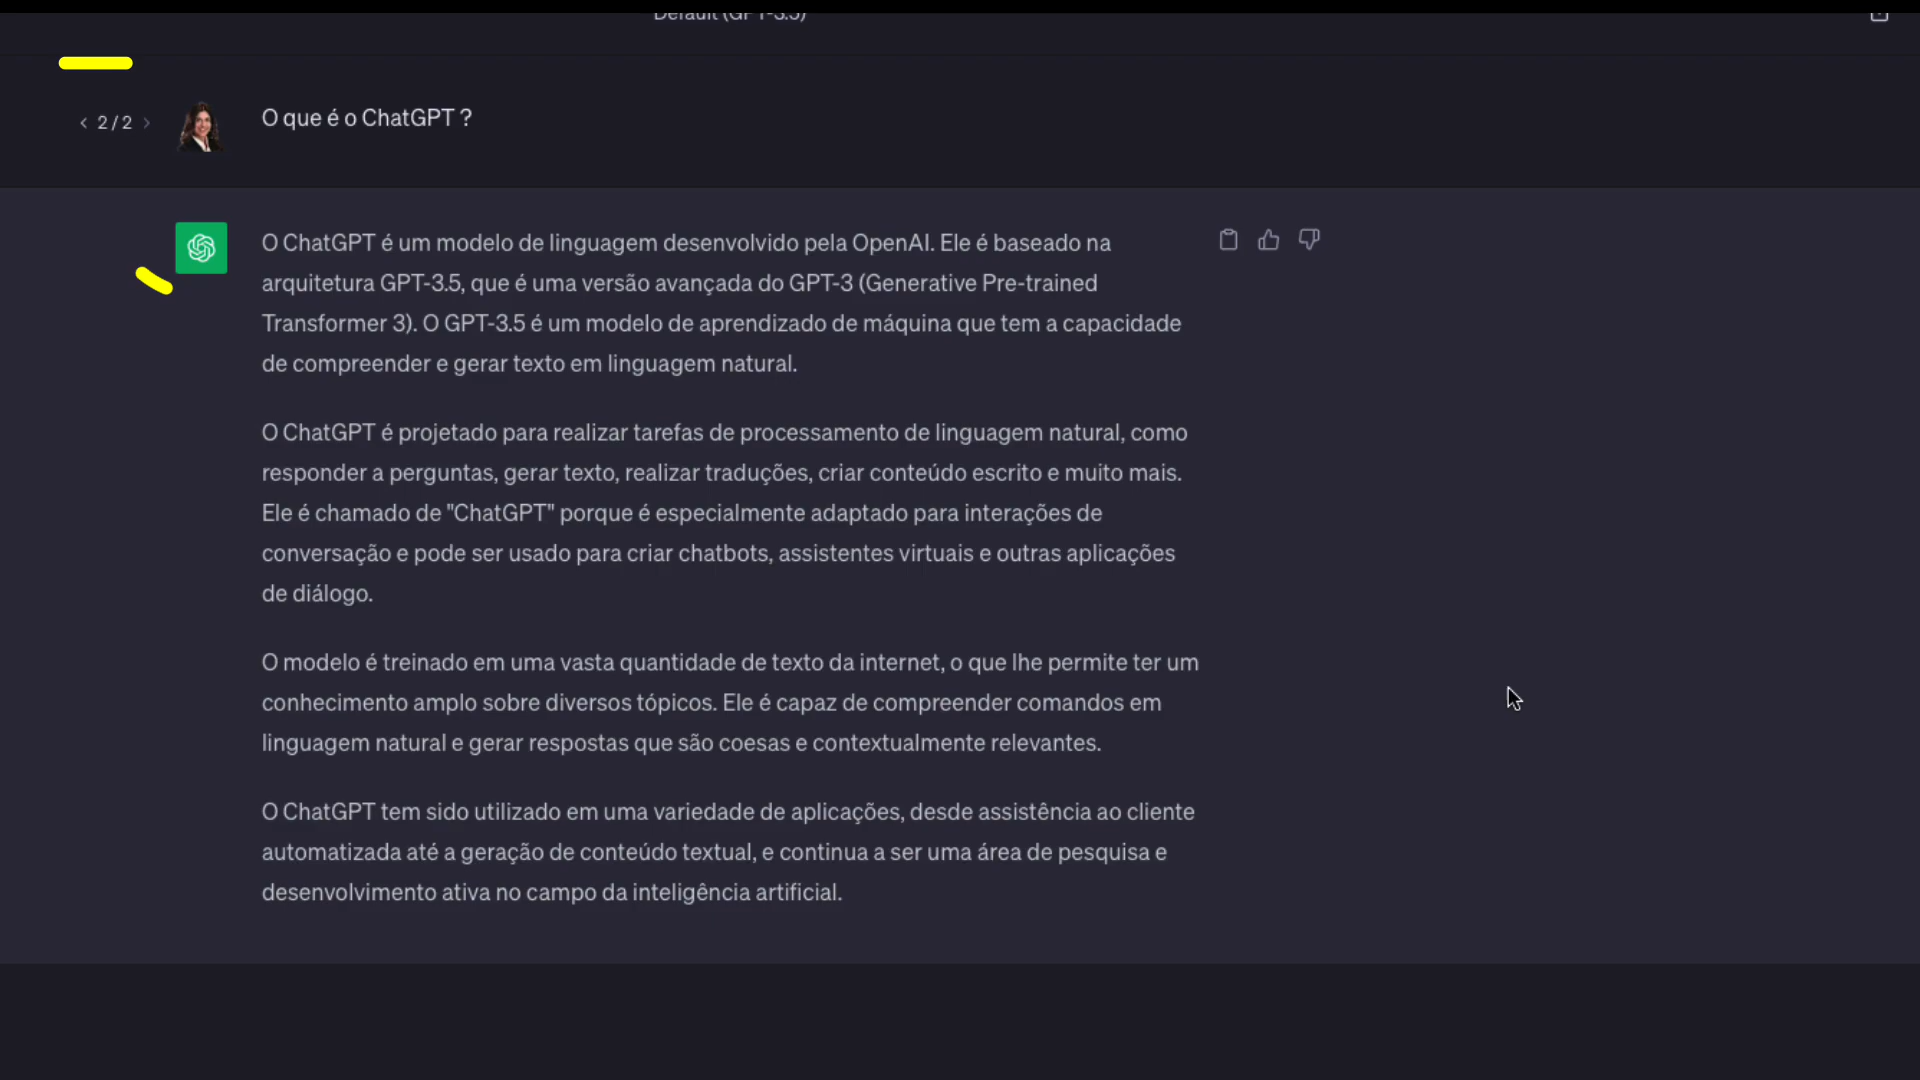 Default (GPT-3.5)
2 / 2
O que é o ChatGPT ?
O ChatGPT é um modelo de linguagem desenvolvido pela OpenAI. Ele é baseado na
arquitetura GPT-3.5, que é uma versão avançada do GPT-3 (Generative Pre-trained
Transformer 3). O GPT-3.5 é um modelo de aprendizado de máquina que tem a capacidade
de compreender e gerar texto em linguagem natural.
O ChatGPT é projetado para realizar tarefas de processamento de linguagem natural, como
responder a perguntas, gerar texto, realizar traduções, criar conteúdo escrito e muito mais.
Ele é chamado de "ChatGPT" porque é especialmente adaptado para interações de
conversação e pode ser usado para criar chatbots, assistentes virtuais e outras aplicações
de diálogo.
O modelo é treinado em uma vasta quantidade de texto da internet, o que lhe permite ter um
conhecimento amplo sobre diversos tópicos. Ele é capaz de compreender comandos em
linguagem natural e gerar respostas que são coesas e contextualmente relevantes.
O ChatGPT tem sido utilizado em uma variedade de aplicações, desde assistência ao cliente
automatizada até a geração de conteúdo textual, e continua a ser uma área de pesquisa e
desenvolvimento ativa no campo da inteligência artificial.